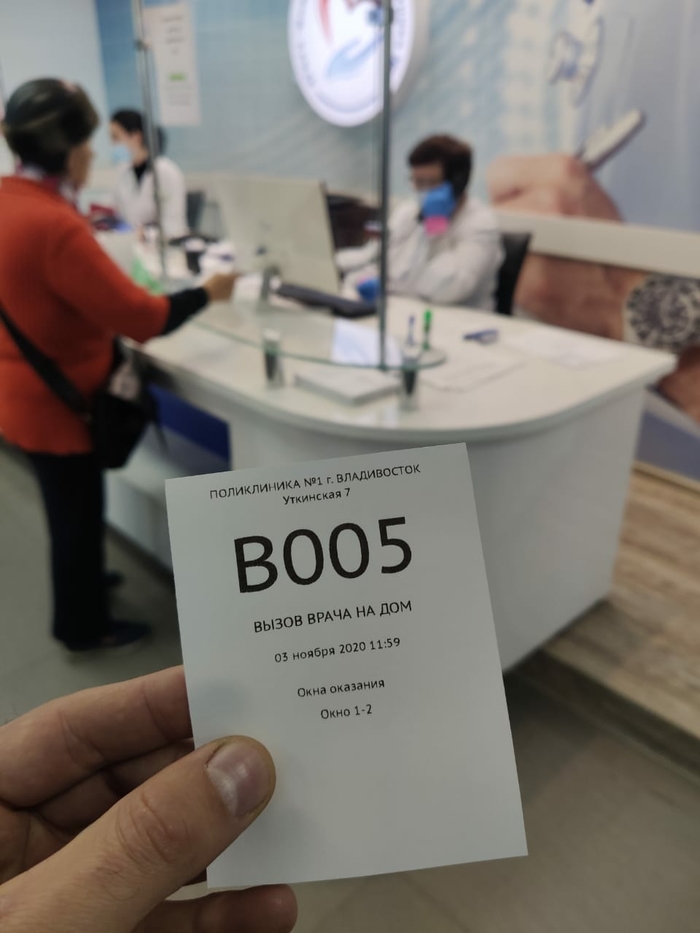 ПОЛИКЛИНИКА №1 г. ВЛАДИВОСТОК
Уткинская 7
В005
ВЫЗОВ ВРАЧА НА ДОМ
03 ноября 2020 11:59
Окна оказания
Окно 1-2